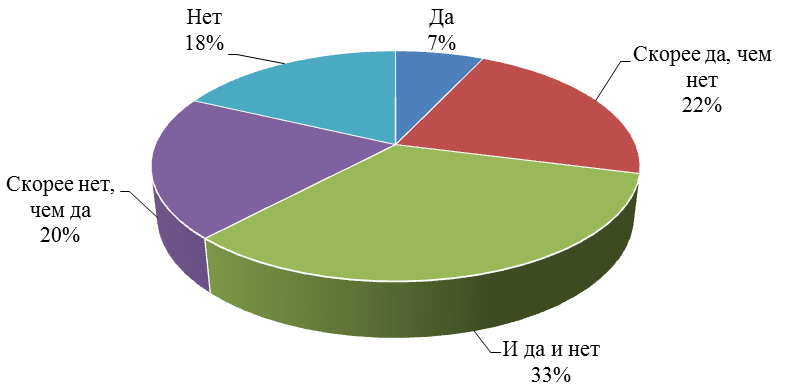 Нет
18%
Да
7%
Скорее да, чем
нет
22%
Скорее нет,
чем да
20%
И да и нет
33%